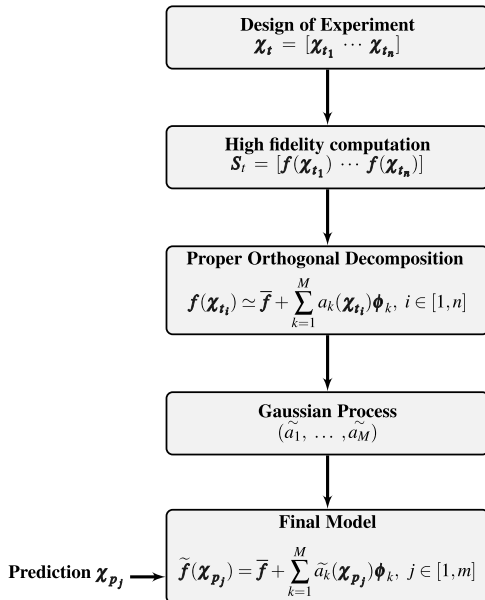 Design of Experiment
χ_t = [χ_{t_1} ⋯ χ_{t_n}]
High fidelity computation
S_t = [f(χ_{t_1}) ⋯ f(χ_{t_n})]
Proper Orthogonal Decomposition
f(χ_{t_i}) ≃ f̅ + ∑_{k=1}^{M} a_k(χ_{t_i})ϕ_k, i ∈ [1,n]
Gaussian Process
(ã_1, … ,ã_M)
Final Model
Prediction χ_{p_j}
f̃(χ_{p_j}) = f̅ + ∑_{k=1}^{M} ã_k(χ_{p_j})ϕ_k, j ∈ [1,m]